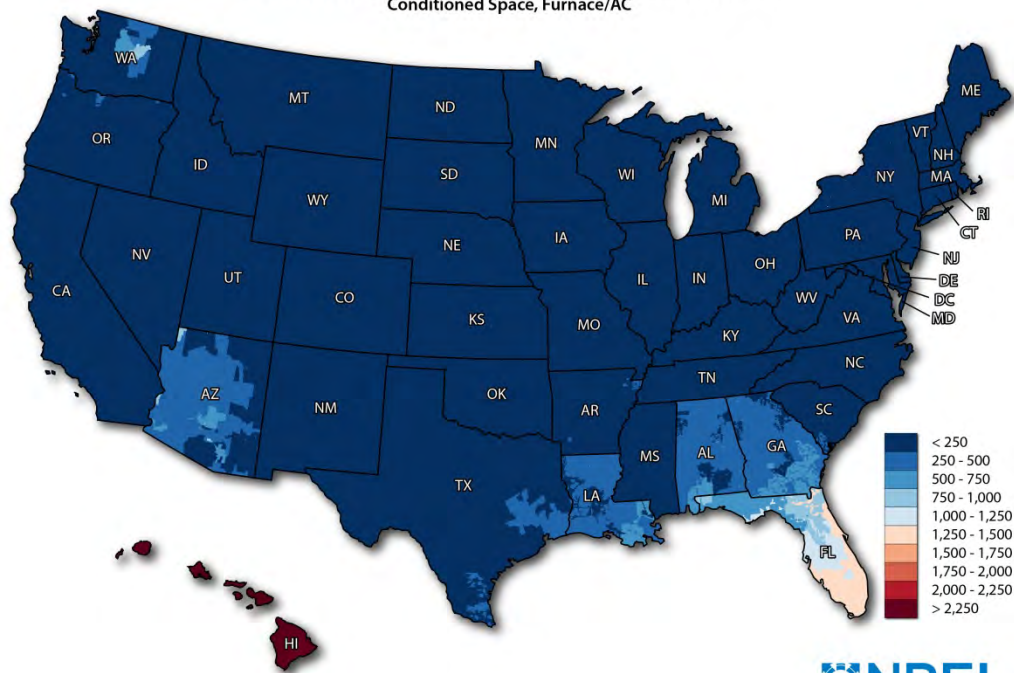 Conditioned Space, Furnace/AC
WA
MT
ND
MN
ME
OR
ID
WY
SD
WI
MI
NY
VT
NH
MA
RI
CT
NV
UT
CO
NE
IA
IL
IN
OH
PA
NJ
DE
DC
MD
CA
KS
MO
KY
WV
VA
AZ
NM
OK
AR
TN
NC
SC
TX
LA
MS
AL
GA
FL
HI
< 250
250 - 500
500 - 750
750 - 1,000
1,000 - 1,250
1,250 - 1,500
1,500 - 1,750
1,750 - 2,000
2,000 - 2,250
> 2,250